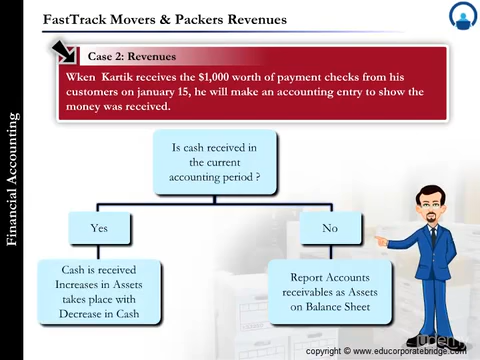 FastTrack Movers & Packers Revenues
Case 2: Revenues
Wken Kartik receives the $1,000 worth of payment checks from his
customers on january 15, he will make an accounting entry to show the
money was received.
Financial Accounting
Is cash received in
the current
accounting period ?
Yes
No
Cash is received
Increases in Assets
takes place with
Decrease in Cash
Report Accounts
receivables as Assets
on Balance Sheet
udemy
copyright © www.educorporatebridge.com